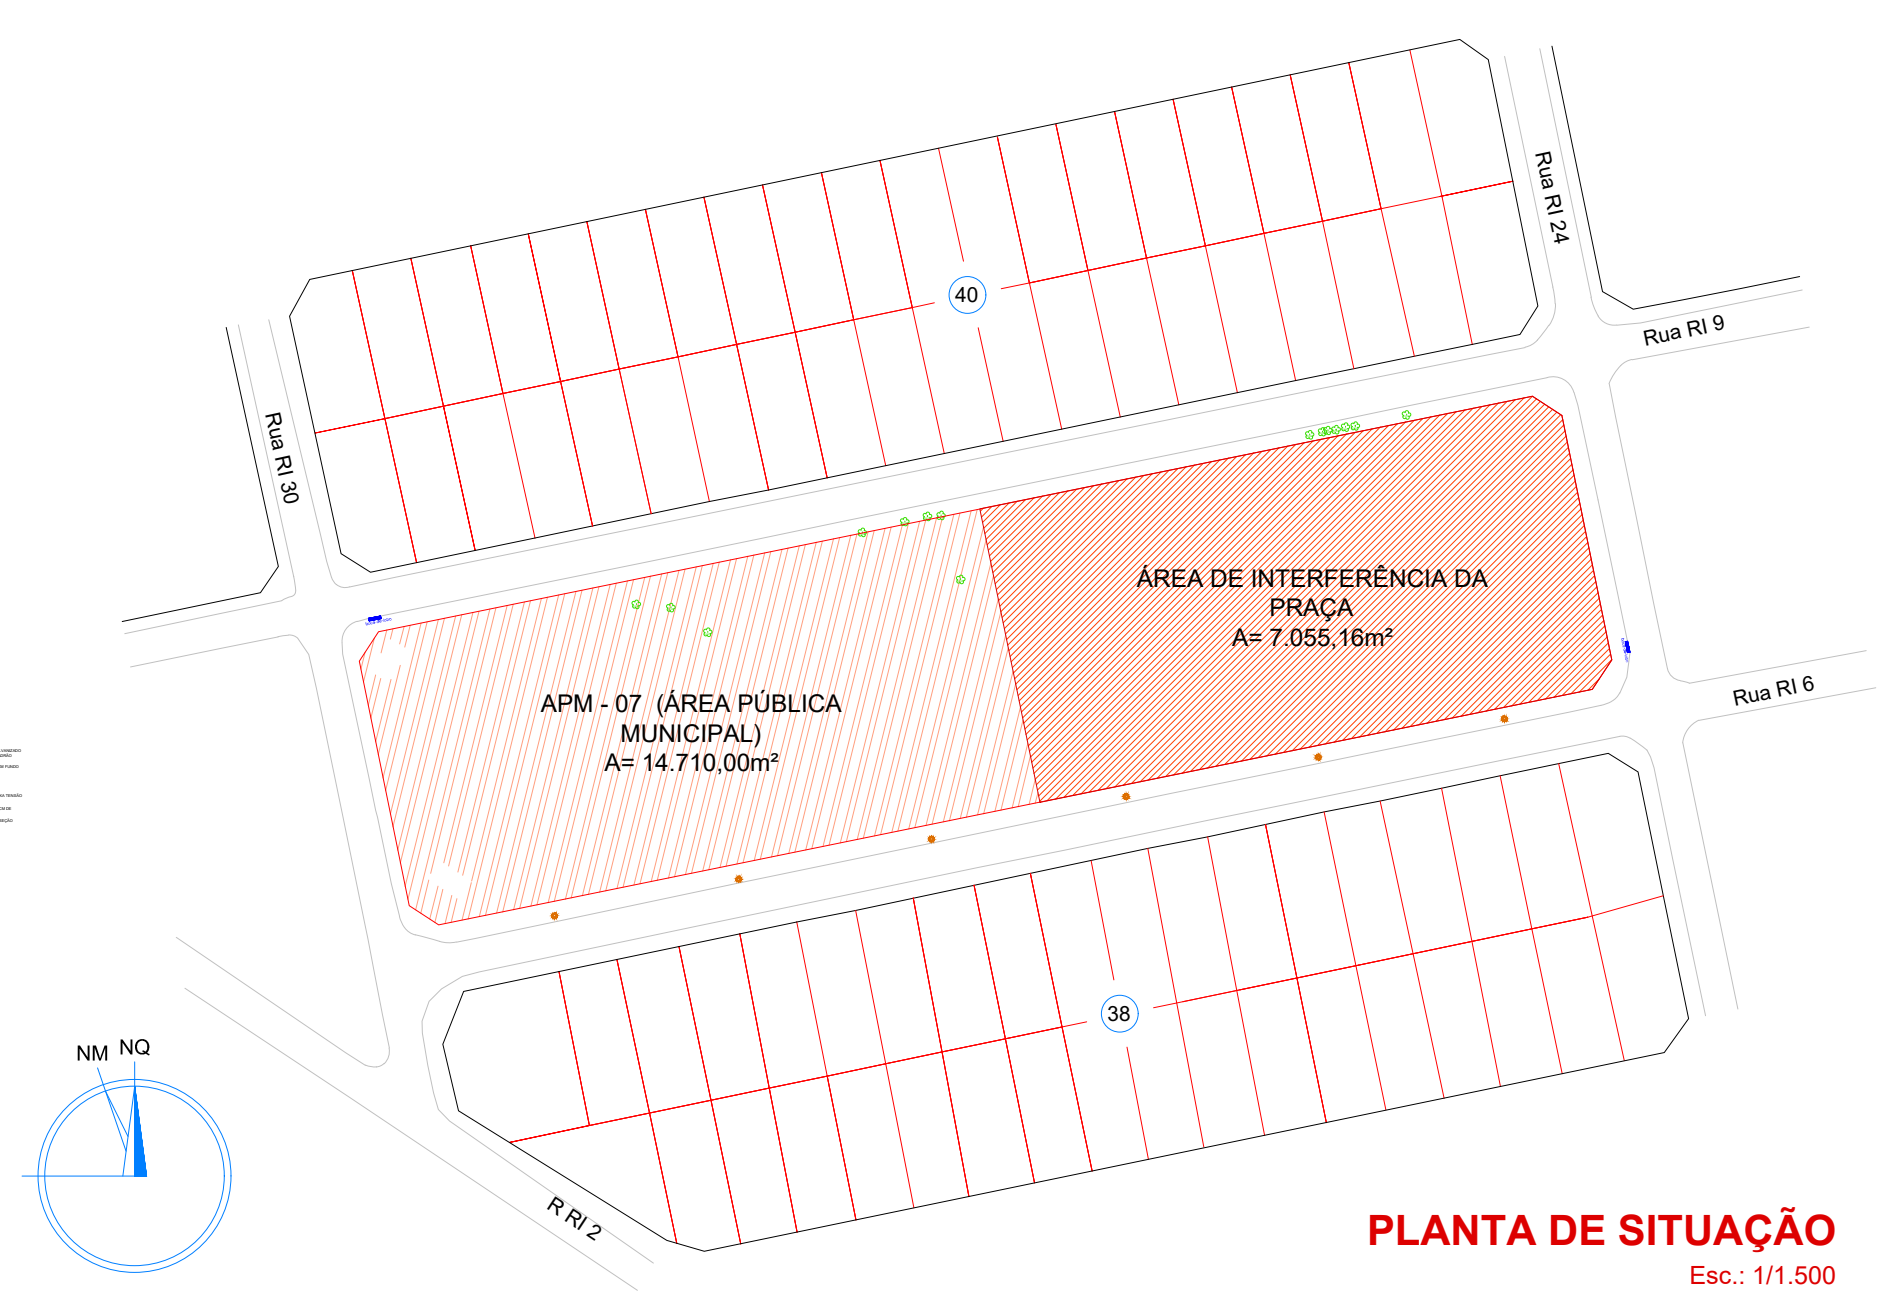 Rua RI 24
40
Rua RI 9
Rua RI 30
ÁREA DE INTERFERÊNCIA DA
PRAÇA
A= 7.055,16m²
APM - 07 (ÁREA PÚBLICA
MUNICIPAL)
A= 14.710,00m²
Rua RI 6
38
NM NQ
R RI 2
PLANTA DE SITUAÇÃO
Esc.: 1/1.500